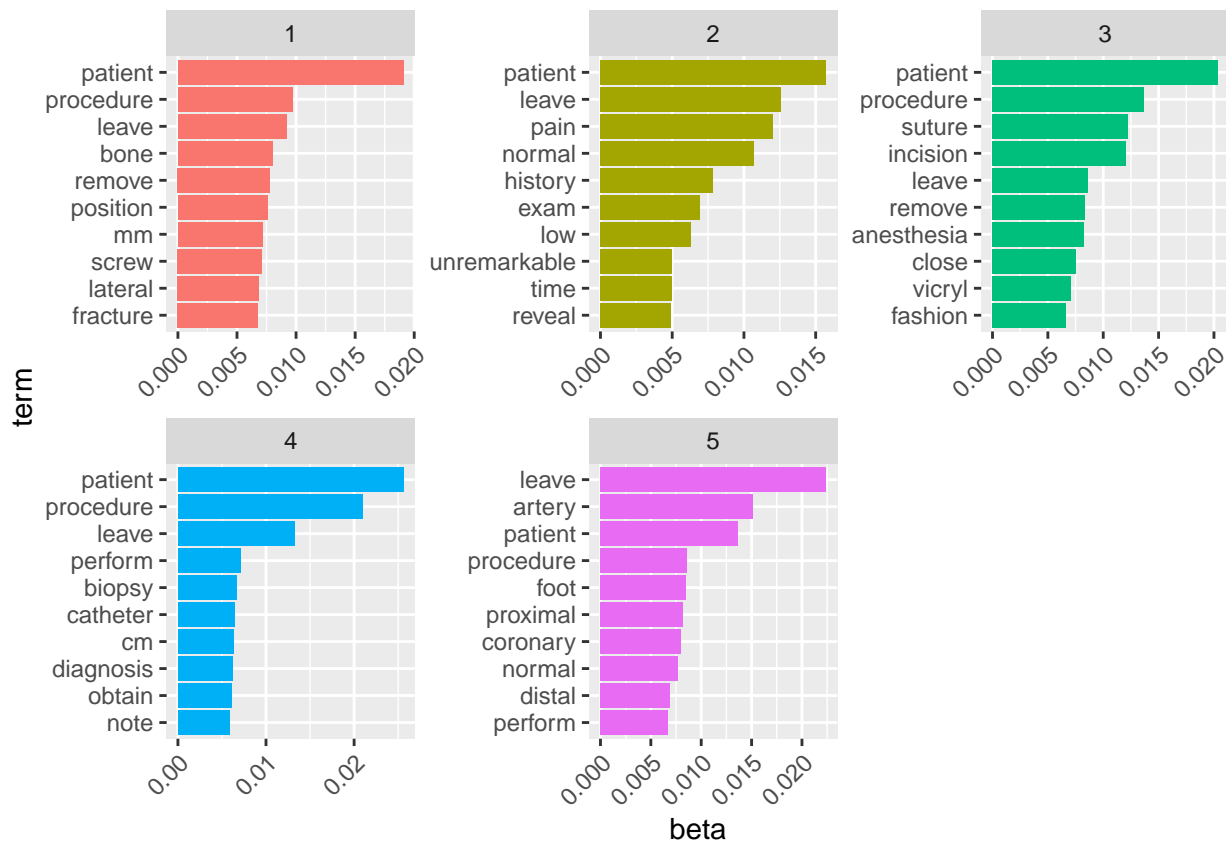 1
patient
procedure
leave
bone
remove
position
mm
screw
lateral
fracture
0.000 0.005 0.010 0.015 0.020
2
patient
leave
pain
normal
history
exam
low
unremarkable
time
reveal
0.000 0.005 0.010 0.015
3
patient
procedure
suture
incision
leave
remove
anesthesia
close
vicryl
fashion
0.000 0.005 0.010 0.015 0.020
term
4
patient
procedure
leave
perform
biopsy
catheter
cm
diagnosis
obtain
note
0.00 0.01 0.02
5
leave
artery
patient
procedure
foot
proximal
coronary
normal
distal
perform
0.000 0.005 0.010 0.015 0.020
beta